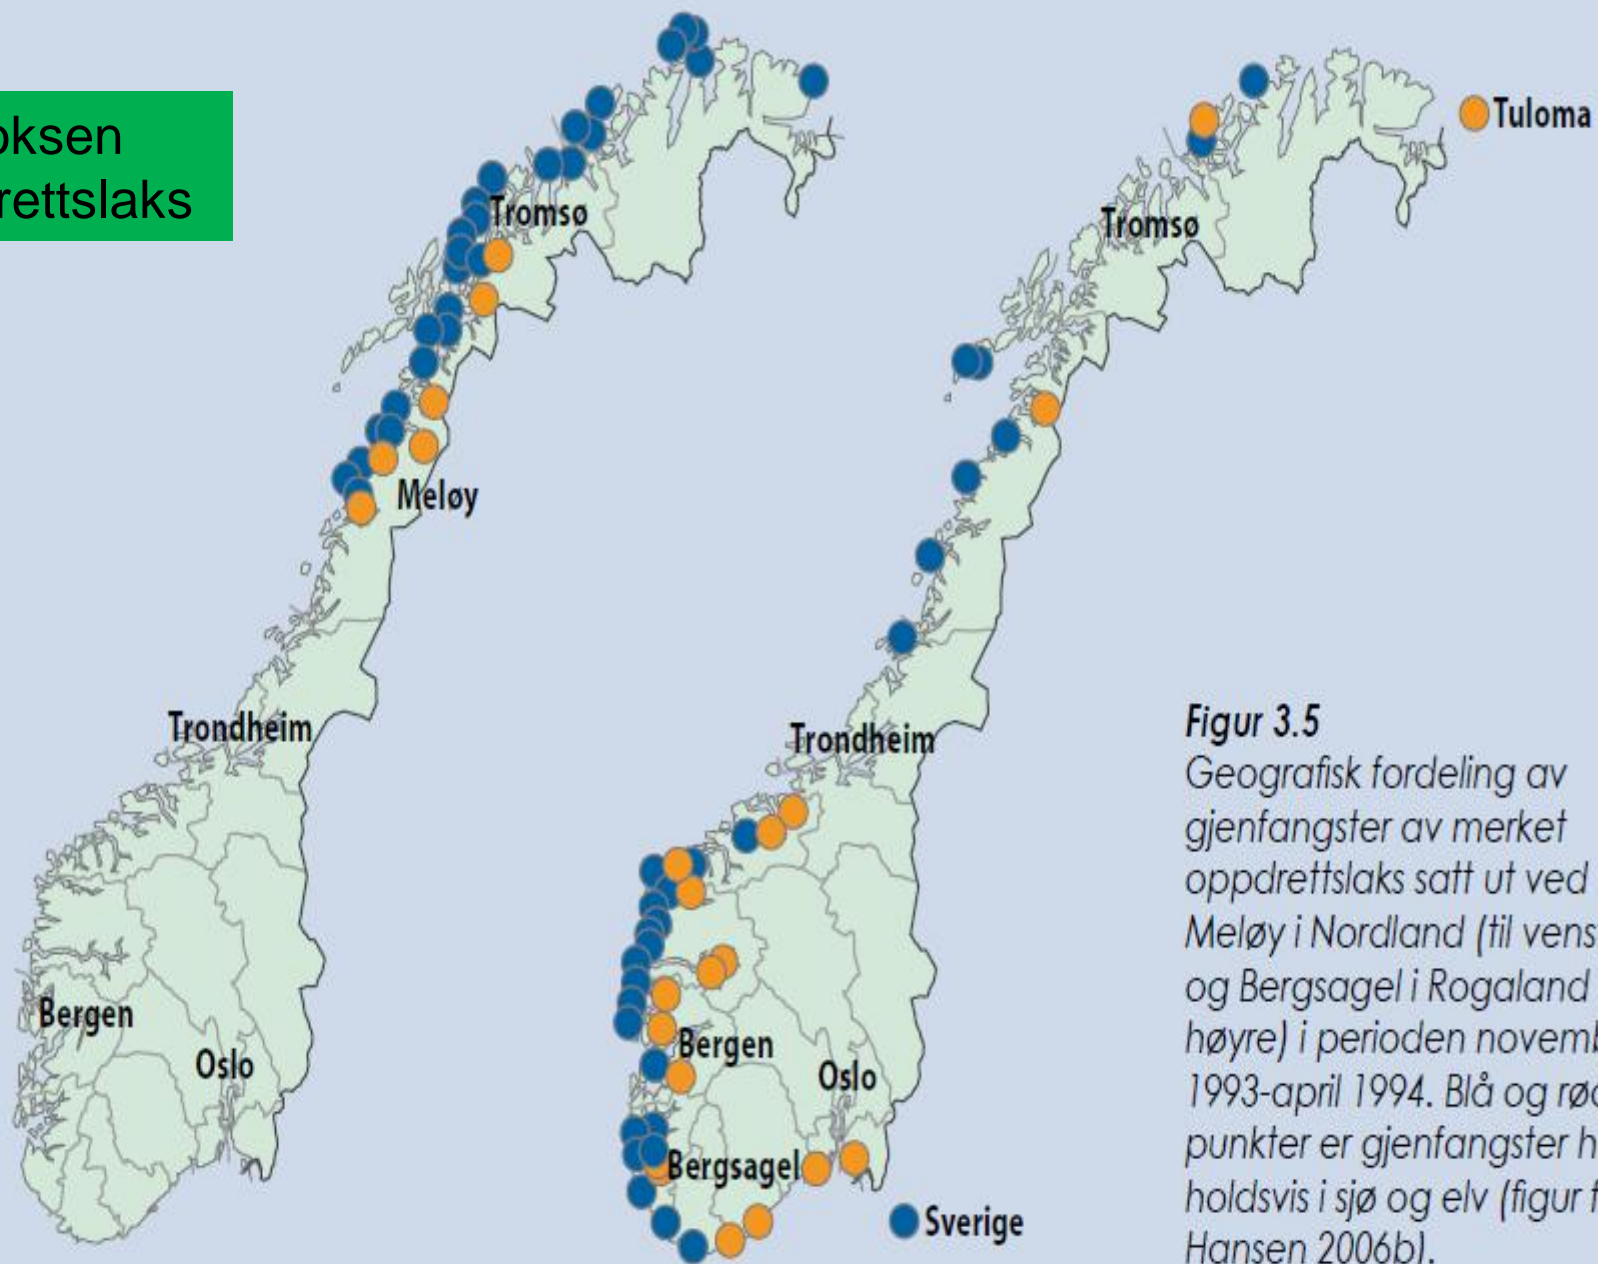 oksen
rettslaks
Tromsø
Meløy
Trondheim
Bergen
Oslo
Tuloma
Tromsø
Trondheim
Bergen
Oslo
Bergsagel
Sverige
Figur 3.5
Geografisk fordeling av
gjenfangster av merket
oppdrettslaks satt ut ved
Meløy i Nordland (til vens
og Bergsagel i Rogaland
høyre) i perioden novemb
1993-april 1994. Blå og rød
punkter er gjenfangster h
holdsvis i sjø og elv (figur f
Hansen 2006b).